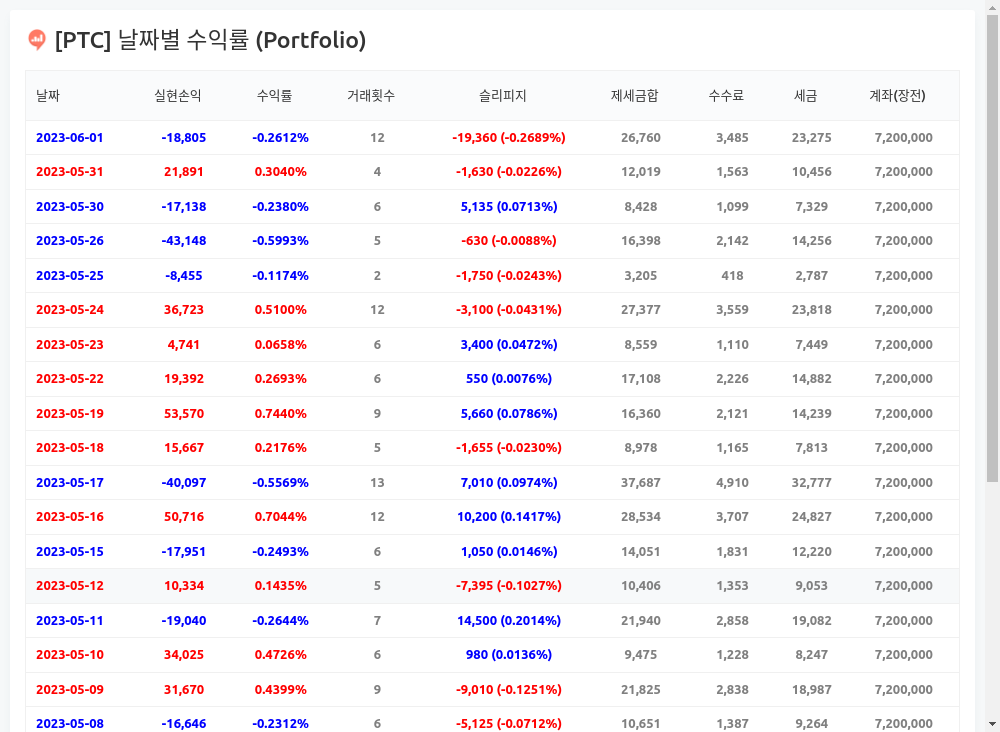 [PTC] 날짜별 수익률 (Portfolio)
날짜 실현손익 수익률 거래횟수 슬리피지 제세금합 수수료 세금 계좌(장전)
2023-06-01 -18,805 -0.2612% 12 -19,360 (-0.2689%) 26,760 3,485 23,275 7,200,000
2023-05-31 21,891 0.3040% 4 -1,630 (-0.0226%) 12,019 1,563 10,456 7,200,000
2023-05-30 -17,138 -0.2380% 6 5,135 (0.0713%) 8,428 1,099 7,329 7,200,000
2023-05-26 -43,148 -0.5993% 5 -630 (-0.0088%) 16,398 2,142 14,256 7,200,000
2023-05-25 -8,455 -0.1174% 2 -1,750 (-0.0243%) 3,205 418 2,787 7,200,000
2023-05-24 36,723 0.5100% 12 -3,100 (-0.0431%) 27,377 3,559 23,818 7,200,000
2023-05-23 4,741 0.0658% 6 3,400 (0.0472%) 8,559 1,110 7,449 7,200,000
2023-05-22 19,392 0.2693% 6 550 (0.0076%) 17,108 2,226 14,882 7,200,000
2023-05-19 53,570 0.7440% 9 5,660 (0.0786%) 16,360 2,121 14,239 7,200,000
2023-05-18 15,667 0.2176% 5 -1,655 (-0.0230%) 8,978 1,165 7,813 7,200,000
2023-05-17 -40,097 -0.5569% 13 7,010 (0.0974%) 37,687 4,910 32,777 7,200,000
2023-05-16 50,716 0.7044% 12 10,200 (0.1417%) 28,534 3,707 24,827 7,200,000
2023-05-15 -17,951 -0.2493% 6 1,050 (0.0146%) 14,051 1,831 12,220 7,200,000
2023-05-12 10,334 0.1435% 5 -7,395 (-0.1027%) 10,406 1,353 9,053 7,200,000
2023-05-11 -19,040 -0.2644% 7 14,500 (0.2014%) 21,940 2,858 19,082 7,200,000
2023-05-10 34,025 0.4726% 6 980 (0.0136%) 9,475 1,228 8,247 7,200,000
2023-05-09 31,670 0.4399% 9 -9,010 (-0.1251%) 21,825 2,838 18,987 7,200,000
2023-05-08 -16,646 -0.2312% 6 -5,125 (-0.0712%) 10,651 1,387 9,264 7,200,000